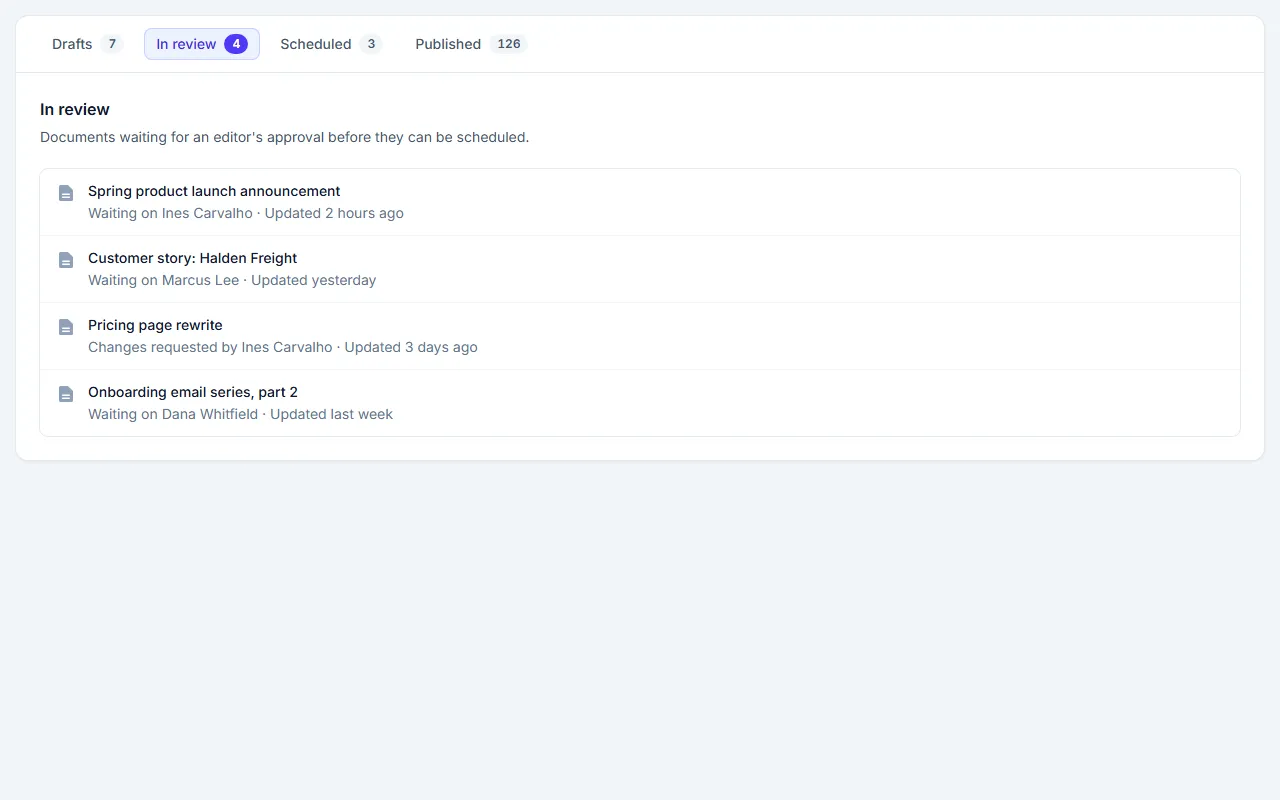 Drafts 7 In review 4 Scheduled 3 Published 126
In review
Documents waiting for an editor's approval before they can be scheduled.
Spring product launch announcement
Waiting on Ines Carvalho · Updated 2 hours ago
Customer story: Halden Freight
Waiting on Marcus Lee · Updated yesterday
Pricing page rewrite
Changes requested by Ines Carvalho · Updated 3 days ago
Onboarding email series, part 2
Waiting on Dana Whitfield · Updated last week